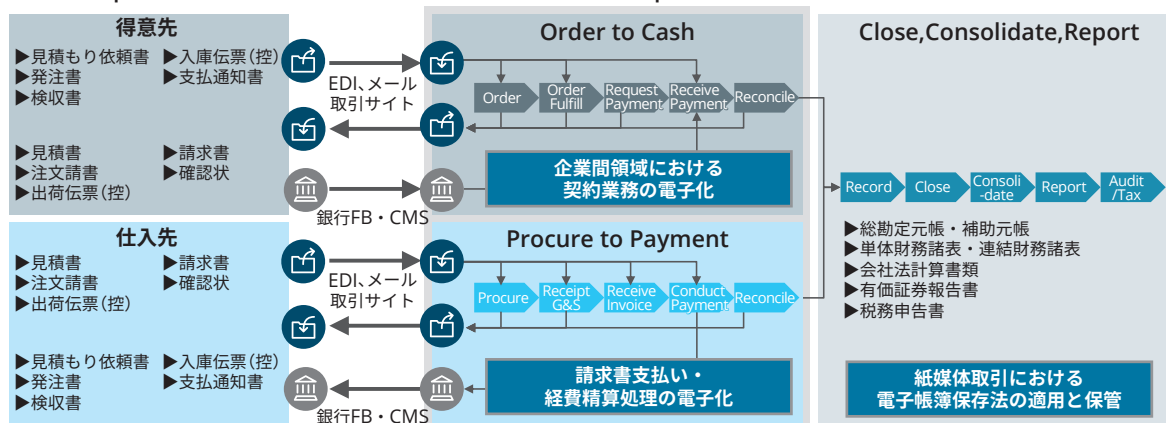 得意先
▶見積もり依頼書 ▶入庫伝票(控)
▶発注書 ▶支払通知書
▶検収書
▶見積書 ▶請求書
▶注文請書 ▶確認状
▶出荷伝票(控)
EDI、メール
取引サイト
銀行FB・CMS
Order to Cash
Order
Order
Fulfill
Request
Payment
Receive
Payment
Reconcile
企業間領域における
契約業務の電子化
仕入先
▶見積書 ▶請求書
▶注文請書 ▶確認状
▶出荷伝票(控)
▶見積もり依頼書 ▶入庫伝票(控)
▶発注書 ▶支払通知書
▶検収書
EDI、メール
取引サイト
銀行FB・CMS
Procure to Payment
Procure
Receipt
G&S
Receive
Invoice
Conduct
Payment
Reconcile
請求書支払い・
経費精算処理の電子化
Close,Consolidate,Report
Record
Close
Consoli
-date
Report
Audit
/Tax
▶総勘定元帳・補助元帳
▶単体財務諸表・連結財務諸表
▶会社法計算書類
▶有価証券報告書
▶税務申告書
紙媒体取引における
電子帳簿保存法の適用と保管